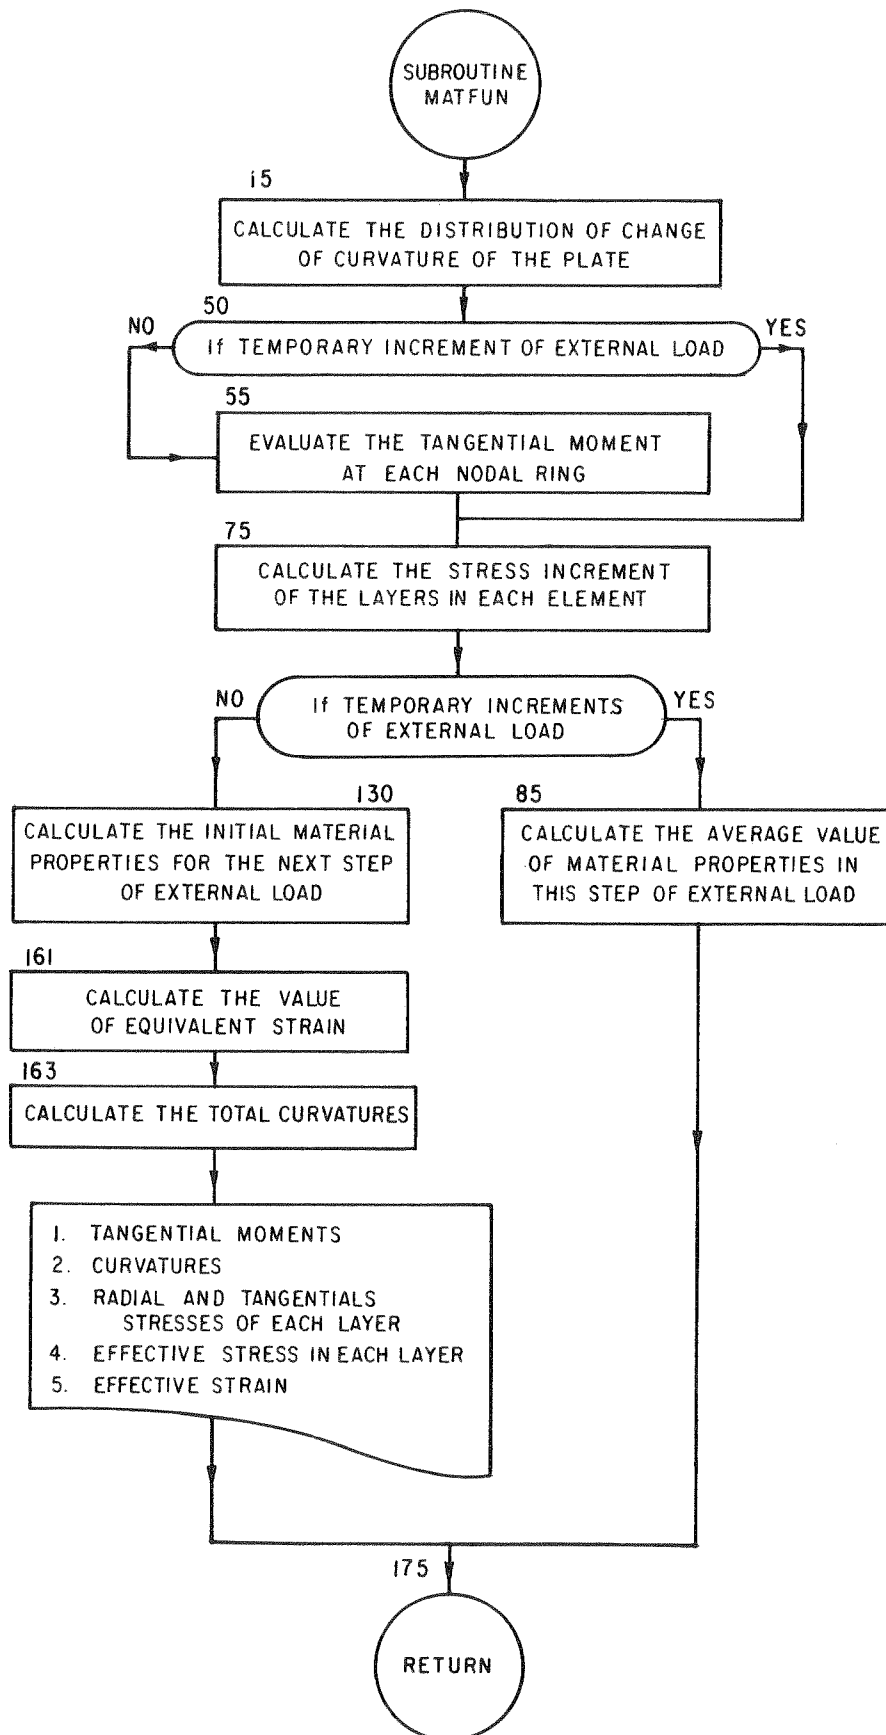 SUBROUTINE
MATFUN
15
CALCULATE THE DISTRIBUTION OF CHANGE
OF CURVATURE OF THE PLATE
50
NO
YES
If TEMPORARY INCREMENT OF EXTERNAL LOAD
55
EVALUATE THE TANGENTIAL MOMENT
AT EACH NODAL RING
75
CALCULATE THE STRESS INCREMENT
OF THE LAYERS IN EACH ELEMENT
NO
YES
If TEMPORARY INCREMENTS
OF EXTERNAL LOAD
130
CALCULATE THE INITIAL MATERIAL
PROPERTIES FOR THE NEXT STEP
OF EXTERNAL LOAD
85
CALCULATE THE AVERAGE VALUE
OF MATERIAL PROPERTIES IN
THIS STEP OF EXTERNAL LOAD
161
CALCULATE THE VALUE
OF EQUIVALENT STRAIN
163
CALCULATE THE TOTAL CURVATURES
1. TANGENTIAL MOMENTS
2. CURVATURES
3. RADIAL AND TANGENTIALS
STRESSES OF EACH LAYER
4. EFFECTIVE STRESS IN EACH LAYER
5. EFFECTIVE STRAIN
175
RETURN